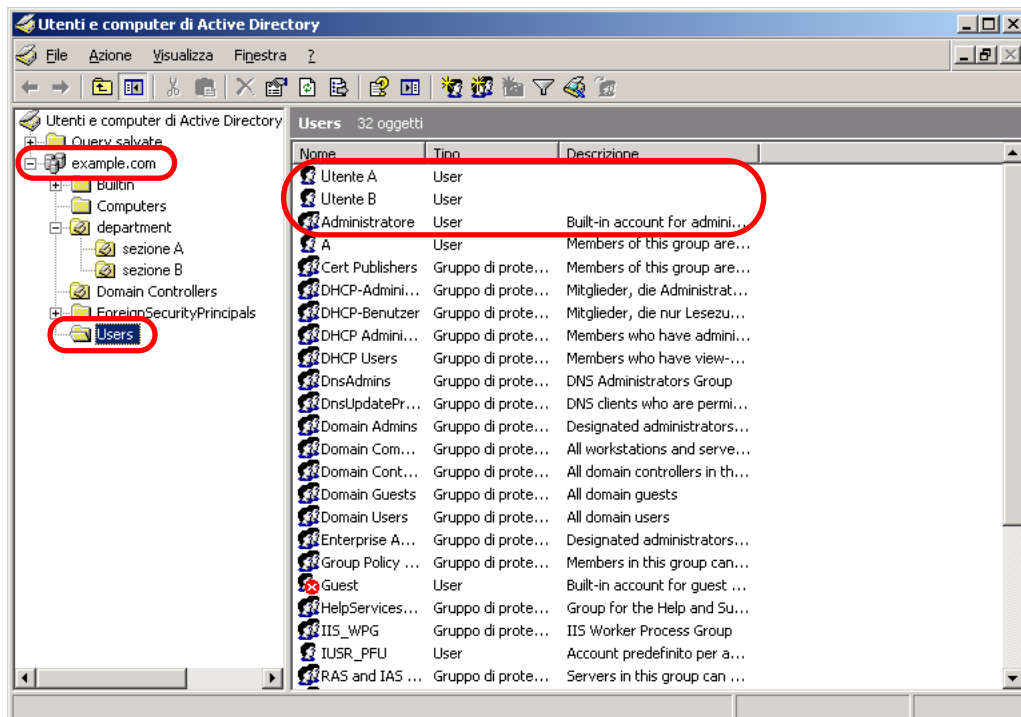 Utenti e computer di Active Directory
File Azione Visualizza Finestra ?
Utenti e computer di Active Directory
Query salvate
example.com
Builtin
Computers
department
sezione A
sezione B
Domain Controllers
ForeignSecurityPrincipals
Users
Users 32 oggetti
Nome Tipo Descrizione
Utente A User
Utente B User
Administratore User Built-in account for admini...
A User Members of this group are...
Cert Publishers Gruppo di prote... Members of this group are...
DHCP-Admini... Gruppo di prote... Mitglieder, die Administrat...
DHCP-Benutzer Gruppo di prote... Mitglieder, die nur Lesezu...
DHCP Admini... Gruppo di prote... Members who have admini...
DHCP Users Gruppo di prote... Members who have view-...
DnsAdmins Gruppo di prote... DNS Administrators Group
DnsUpdatePr... Gruppo di prote... DNS clients who are permi...
Domain Admins Gruppo di prote... Designated administrators...
Domain Com... Gruppo di prote... All workstations and serve...
Domain Cont... Gruppo di prote... All domain controllers in th...
Domain Guests Gruppo di prote... All domain guests
Domain Users Gruppo di prote... All domain users
Enterprise A... Gruppo di prote... Designated administrators...
Group Policy ... Gruppo di prote... Members in this group can...
Guest User Built-in account for guest ...
HelpServices... Gruppo di prote... Group for the Help and Su...
IIS_WPG Gruppo di prote... IIS Worker Process Group
IUSR_PFU User Account predefinito per a...
RAS and IAS ... Gruppo di prote... Servers in this group can ...